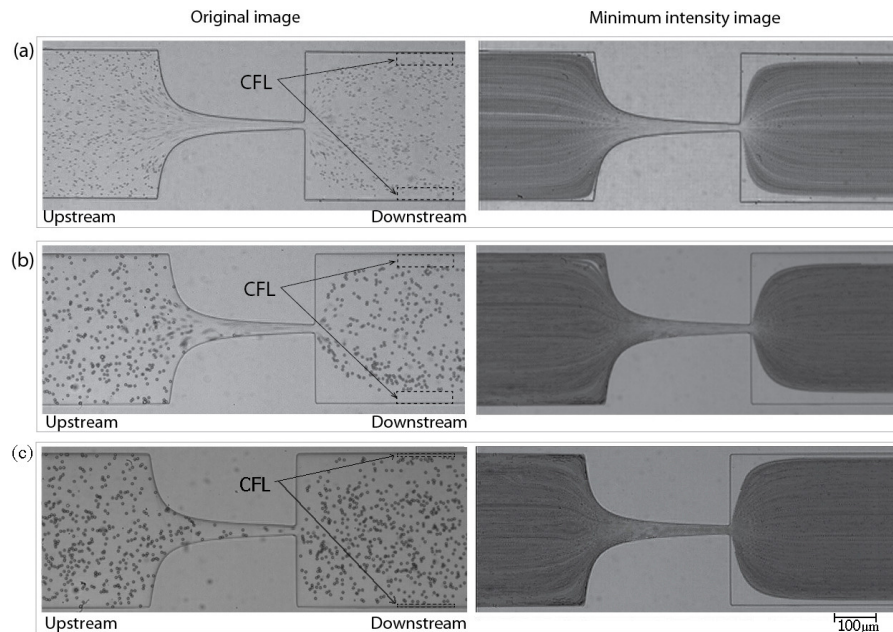 Original image
Minimum intensity image
(a)
CFL
Upstream
Downstream
(b)
CFL
Upstream
Downstream
(c)
CFL
Upstream
Downstream
100μm